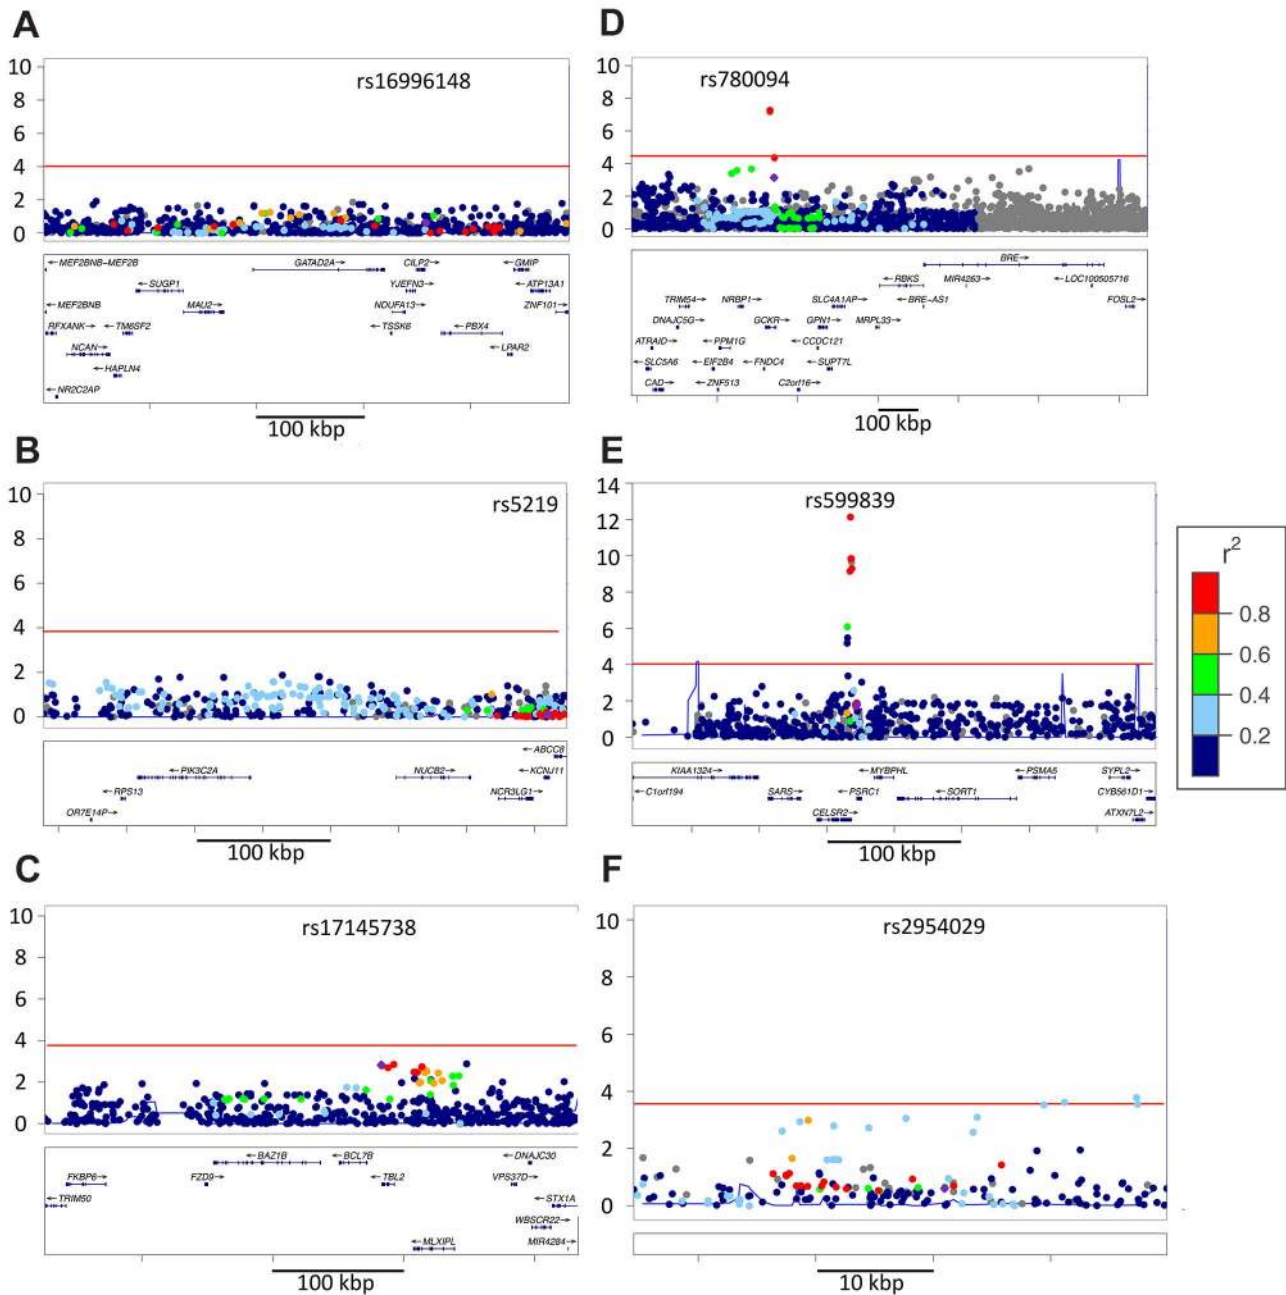 A
rs16996148
10
8
6
4
2
0
←MEF2BNB-MEF2B
GATAD2A→
CILP2→
←GMIP
←SUGP1
YJEFN3→
←ATP13A1
←MEF2BNB
MAU2→
NDUFA13→
ZNF101→
RFXANK→
←TM6SF2
←TSSK6
←PBX4
NCAN→
←LPAR2
←HAPLN4
←NR2C2AP
100 kbp
D
rs780094
10
8
6
4
2
0
BRE→
←RBKS
MIR4263→
←LOC100505716
TRIM54→
NRBP1→
SLC4A1AP→
←BRE-AS1
FOSL2→
DNAJC5G→
GCKR→
GPN1→
←MRPL33
ATRAID→
←PPM1G
←CCDC121
←SLC5A6
←EIF2B4
←FNDC4
←SUPT7L
CAD→
←ZNF513
C2orf16→
100 kbp
B
rs5219
10
8
6
4
2
0
ABCC8←
←PIK3C2A
NUCB2→
←KCNJ11
←RPS13
NCR3LG1→
OR7E14P→
100 kbp
E
rs599839
14
12
10
8
6
4
2
0
←KIAA1324
←MYBPHL
←PSMA5
SYPL2→
←C1orf194
SARS→
←PSRC1
←SORT1
CYB561D1→
CELSR2→
ATXN7L2→
100 kbp
r²
0.8
0.6
0.4
0.2
C
rs17145738
10
8
6
4
2
0
←BAZ1B
←BCL7B
←DNAJC30
FKBP6→
FZD9→
←TBL2
VPS37D→
←TRIM50
←STX1A
WBSCR22→
←MLXIPL
MIR4284→
100 kbp
F
rs2954029
10
8
6
4
2
0
10 kbp